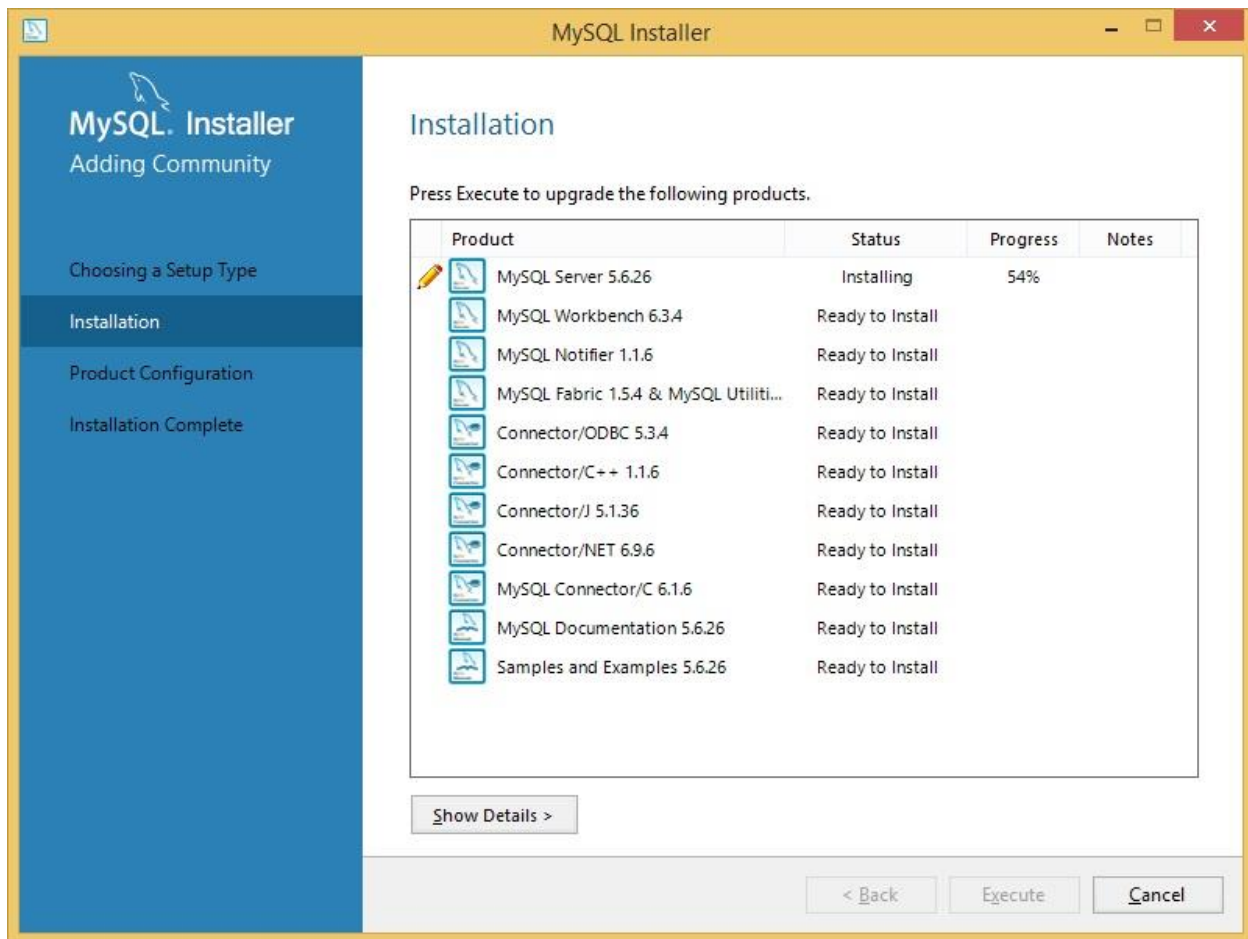 MySQL Installer
MySQL. Installer
Adding Community
Choosing a Setup Type
Installation
Product Configuration
Installation Complete
Installation
Press Execute to upgrade the following products.
Product Status Progress Notes
MySQL Server 5.6.26 Installing 54%
MySQL Workbench 6.3.4 Ready to Install
MySQL Notifier 1.1.6 Ready to Install
MySQL Fabric 1.5.4 & MySQL Utiliti... Ready to Install
Connector/ODBC 5.3.4 Ready to Install
Connector/C++ 1.1.6 Ready to Install
Connector/J 5.1.36 Ready to Install
Connector/NET 6.9.6 Ready to Install
MySQL Connector/C 6.1.6 Ready to Install
MySQL Documentation 5.6.26 Ready to Install
Samples and Examples 5.6.26 Ready to Install
Show Details >
< Back Execute Cancel